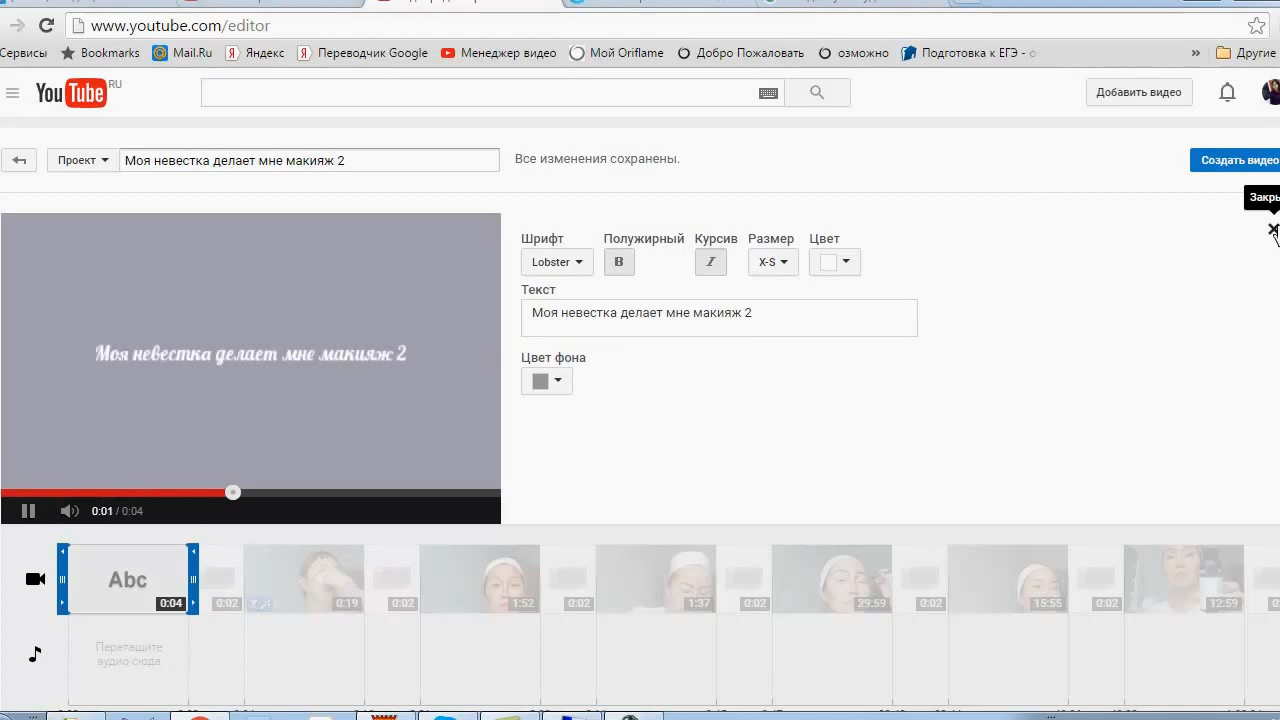 www.youtube.com/editor
Сервисы Bookmarks Mail.Ru Яндекс Переводчик Google Менеджер видео Мой Oriflame Добро Пожаловать озможно Подготовка к ЕГЭ - » Другие
YouTube RU Добавить видео
Проект Моя невестка делает мне макияж 2 Все изменения сохранены. Создать видео
Закры
Шрифт Полужирный Курсив Размер Цвет
Lobster B I X-S
Текст
Моя невестка делает мне макияж 2
Моя невестка делает мне макияж 2
Цвет фона
0:01 / 0:04
Abc
0:04 0:02 0:19 0:02 1:52 0:02 1:37 0:02 29:59 0:02 15:55 0:02 12:59
Перетащите
аудио сюда